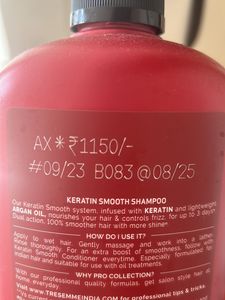 AX*₹1150/-
#09/23 B083@08/25
KERATIN SMOOTH SHAMPOO
Our Keratin Smooth system, infused with KERATIN and lightweight
ARGAN OIL, nourishes your hair & controls frizz, for up to 3 days*.
Dual action, 100% smoother hair with more shine*.
HOW DO I USE IT?
Apply to wet hair. Gently massage and work into a lather.
Rinse thoroughly. For an extra boost of smoothness, follow with
Keratin Smooth Conditioner everytime. Especially formulated for
Indian hair and suitable for use with oil treatments.
WHY PRO COLLECTION?
With our professional quality formulas, get salon style hair at
Visit www.TRESEMMEINDIA.COM for professional tips & tricks.